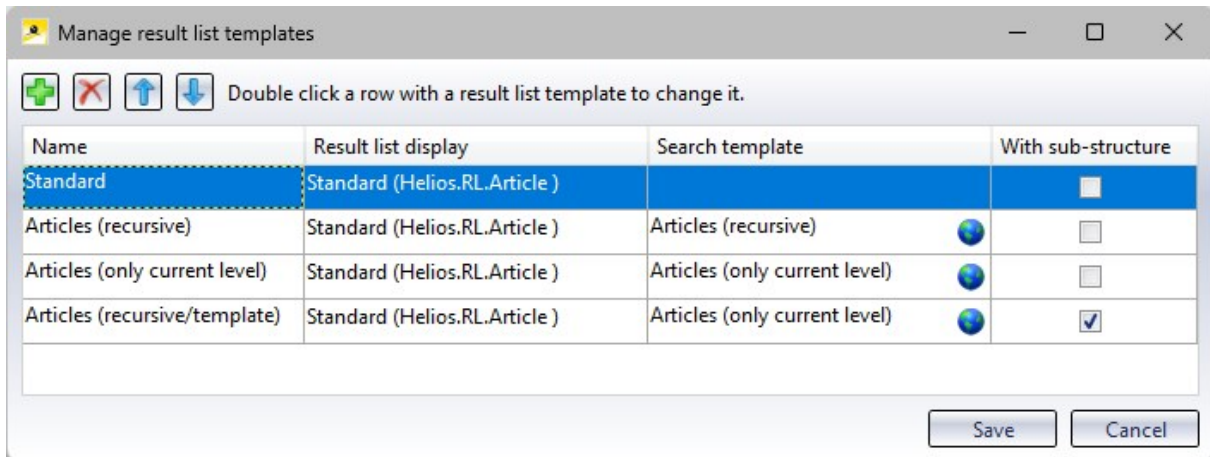 Manage result list templates
Double click a row with a result list template to change it.
Name Result list display Search template With sub-structure
Standard Standard (Helios.RL.Article )
Articles (recursive) Standard (Helios.RL.Article ) Articles (recursive)
Articles (only current level) Standard (Helios.RL.Article ) Articles (only current level)
Articles (recursive/template) Standard (Helios.RL.Article ) Articles (only current level)
Save Cancel